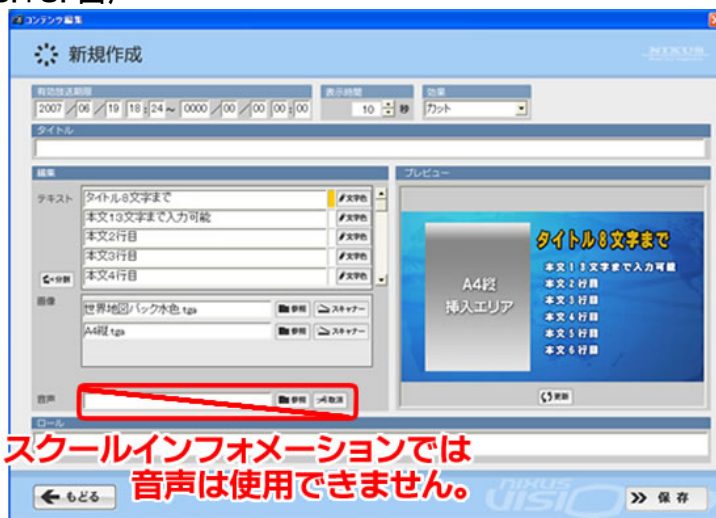 コンテンツ編集
新規作成
NIXUS
有効放送期限
表示時間
効果
2007 / 06 / 19 18 : 24 ~ 0000 / 00 / 00 00 : 00
10 秒
カット
タイトル
編集
プレビュー
テキスト
タイトル8文字まで
文字色
本文13文字まで入力可能
文字色
本文2行目
文字色
本文3行目
文字色
本文4行目
文字色
分割
画像
世界地図バック水色.tga
参照
スキャナー
A4縦.tga
参照
スキャナー
A4縦
挿入エリア
タイトル8文字まで
本文13文字まで入力可能
本文2行目
本文3行目
本文4行目
本文5行目
本文6行目
音声
参照
取消
更新
ロール
スクールインフォメーションでは
音声は使用できません。
もどる
NIXUS
VISIO
保存